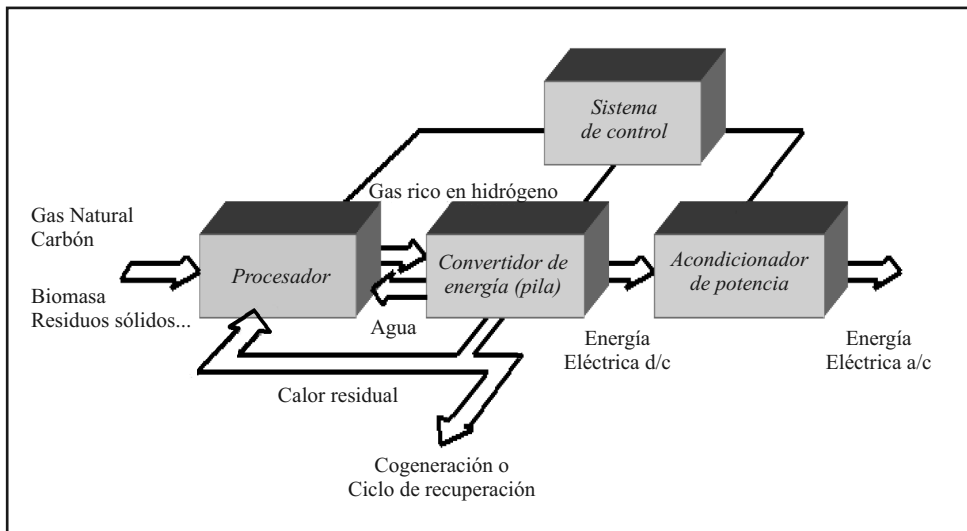 Sistema
de control
Gas rico en hidrógeno
Gas Natural
Carbón
Procesador
Convertidor de
energía (pila)
Acondicionador
de potencia
Biomasa
Residuos sólidos...
Agua
Energía
Eléctrica d/c
Energía
Eléctrica a/c
Calor residual
Cogeneración o
Ciclo de recuperación